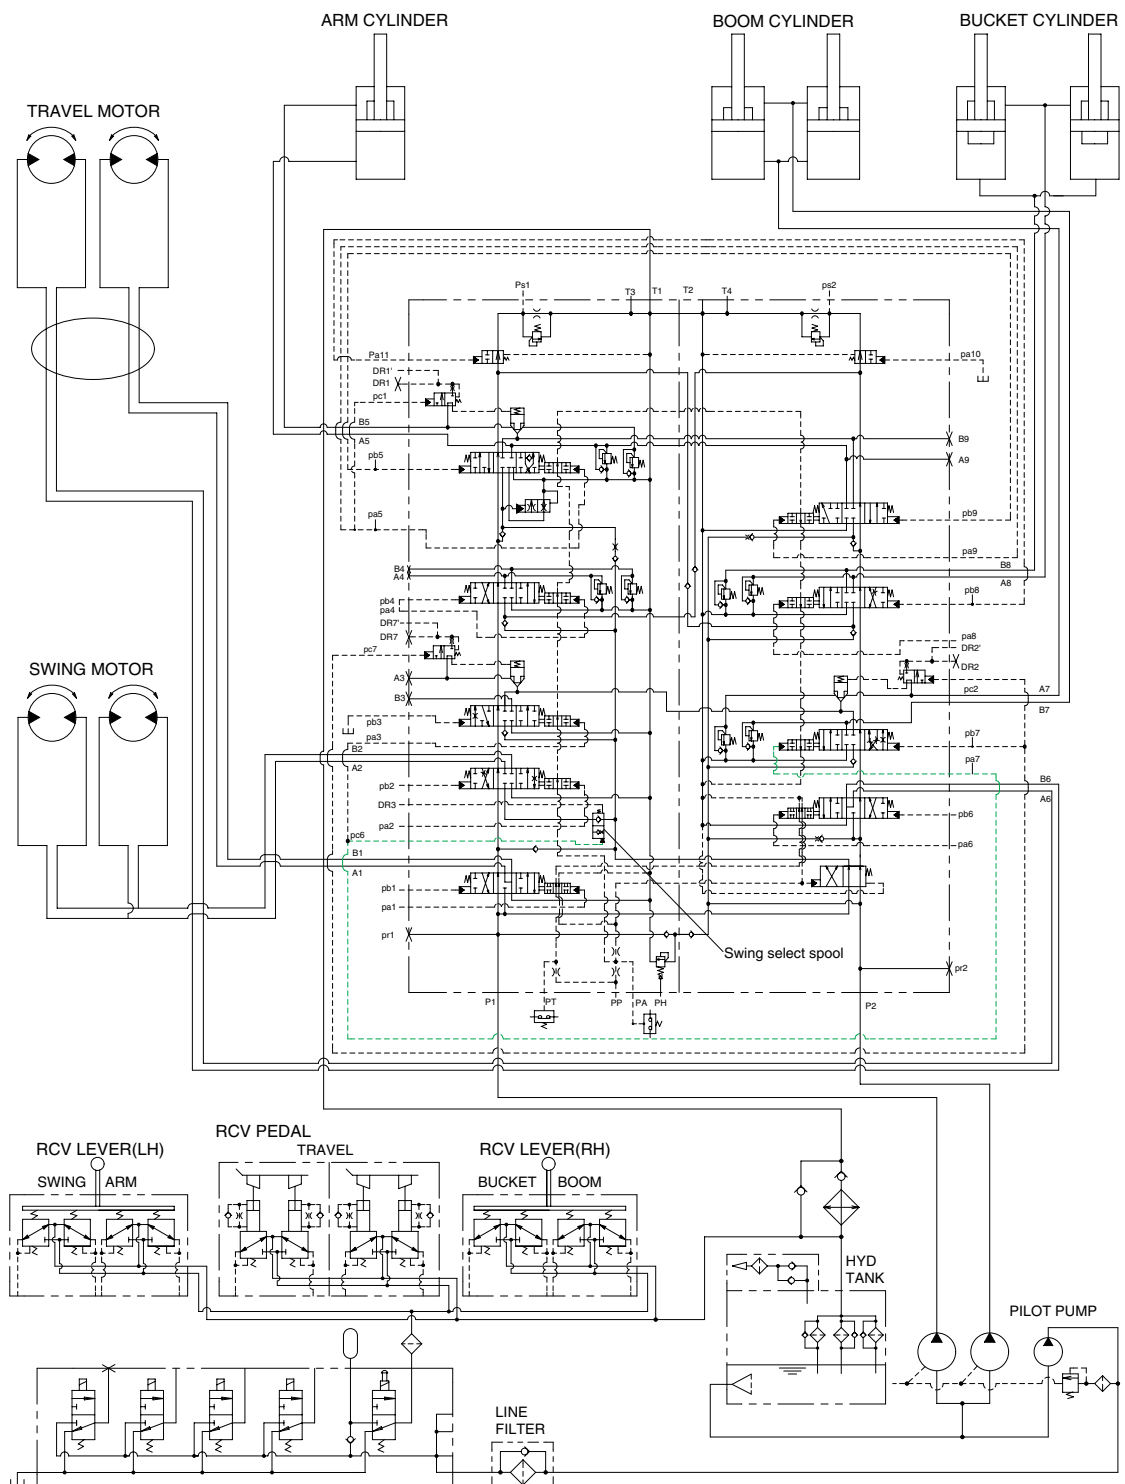 ARM CYLINDER
BOOM CYLINDER
BUCKET CYLINDER
TRAVEL MOTOR
Ps1
T3
T1
T2
T4
ps2
Pa11
pa10
DR1'
DR1
pc1
B5
A5
B9
A9
pb5
pb9
pa5
pa9
B4
A4
B8
A8
pb4
pa4
pb8
DR7'
DR7
pa8
DR2'
DR2
SWING MOTOR
pc7
A3
pc2
A7
B3
B7
pb3
pa3
pb7
B2
A2
pa7
pb2
B6
A6
DR3
pa2
pb6
pc6
pa6
B1
A1
pb1
pa1
pr1
Swing select spool
pr2
P1
PT
PP
PA
PH
P2
RCV LEVER(LH)
SWING
ARM
RCV PEDAL
TRAVEL
RCV LEVER(RH)
BUCKET
BOOM
HYD
TANK
PILOT PUMP
LINE
FILTER